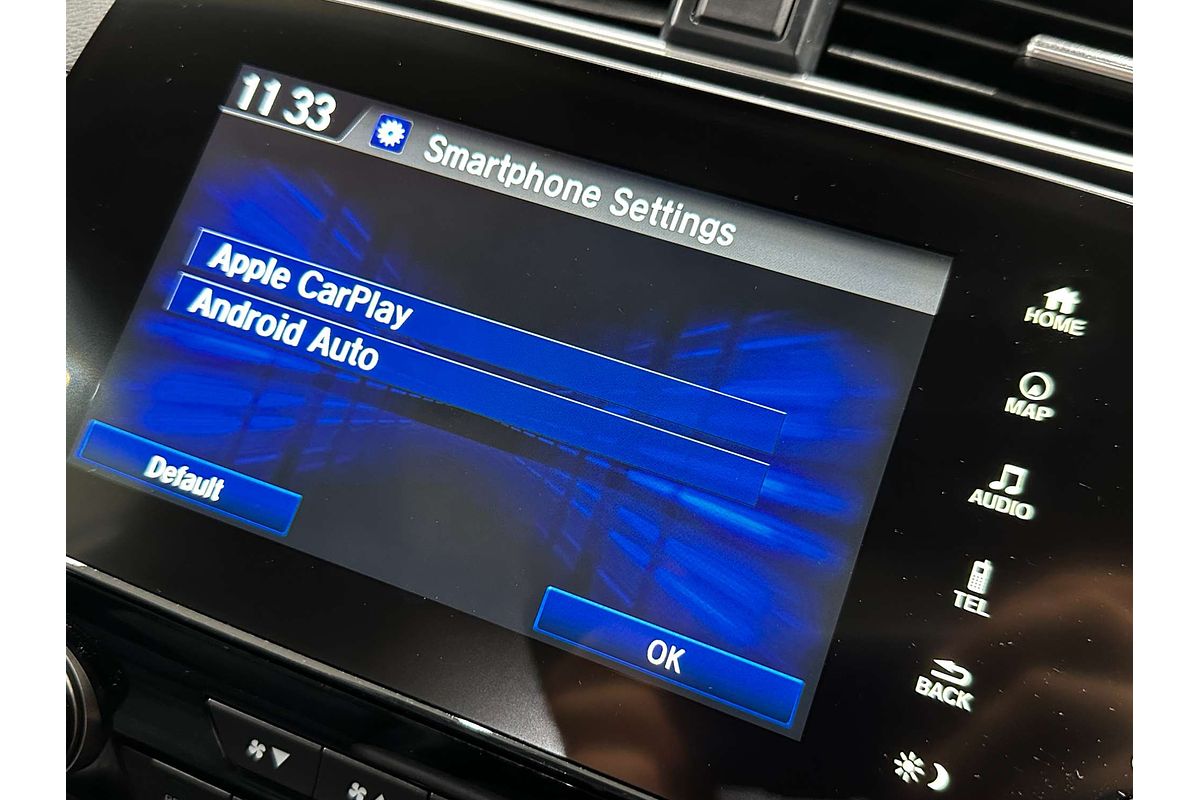 11 33
Smartphone Settings
Apple CarPlay
Android Auto
Default
OK
HOME
MAP
AUDIO
TEL
BACK